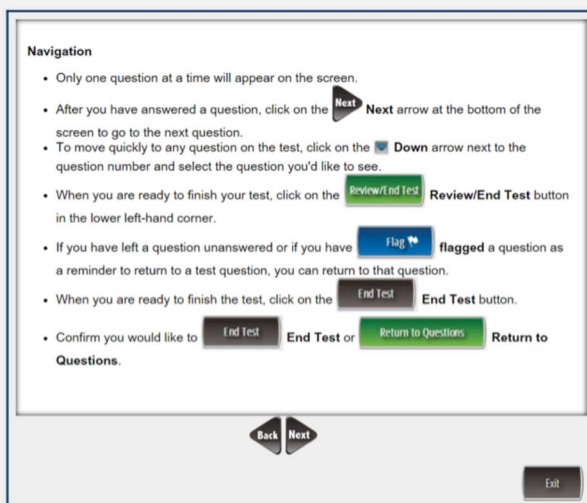 Navigation
• Only one question at a time will appear on the screen.
• After you have answered a question, click on the Next Next arrow at the bottom of the
screen to go to the next question.
• To move quickly to any question on the test, click on the Down arrow next to the
question number and select the question you'd like to see.
• When you are ready to finish your test, click on the Review/End Test Review/End Test button
in the lower left-hand corner.
• If you have left a question unanswered or if you have Flag flagged a question as
a reminder to return to a test question, you can return to that question.
• When you are ready to finish the test, click on the End Test End Test button.
• Confirm you would like to End Test End Test or Return to Questions Return to
Questions.
Back Next
Exit